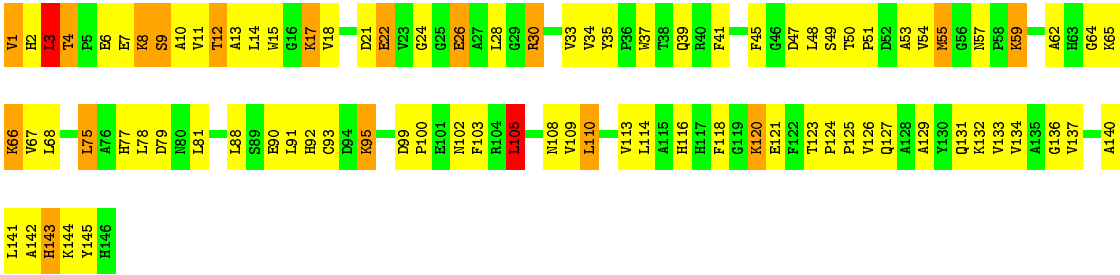 V1 H2 L3 T4 P5 E6 E7 K8 S9 A10 V11 T12 A13 L14 W15 G16 K17 V18 D21 E22 V23 G24 G25 E26 A27 L28 G29 R30 V33 V34 Y35 P36 W37 T38 Q39 R40 F41 F45 G46 D47 L48 S49 T50 P51 D52 A53 V54 M55 G56 N57 P58 K59 A62 H63 G64 K65
K66 V67 L68 L75 A76 H77 L78 D79 N80 L81 L88 S89 E90 L91 H92 C93 D94 K95 D99 P100 E101 N102 F103 R104 L105 N108 V109 L110 V113 L114 A115 H116 H117 F118 G119 K120 E121 F122 T123 P124 P125 V126 Q127 A128 A129 Y130 Q131 K132 V133 V134 A135 G136 V137 A140
L141 A142 H143 K144 Y145 H146